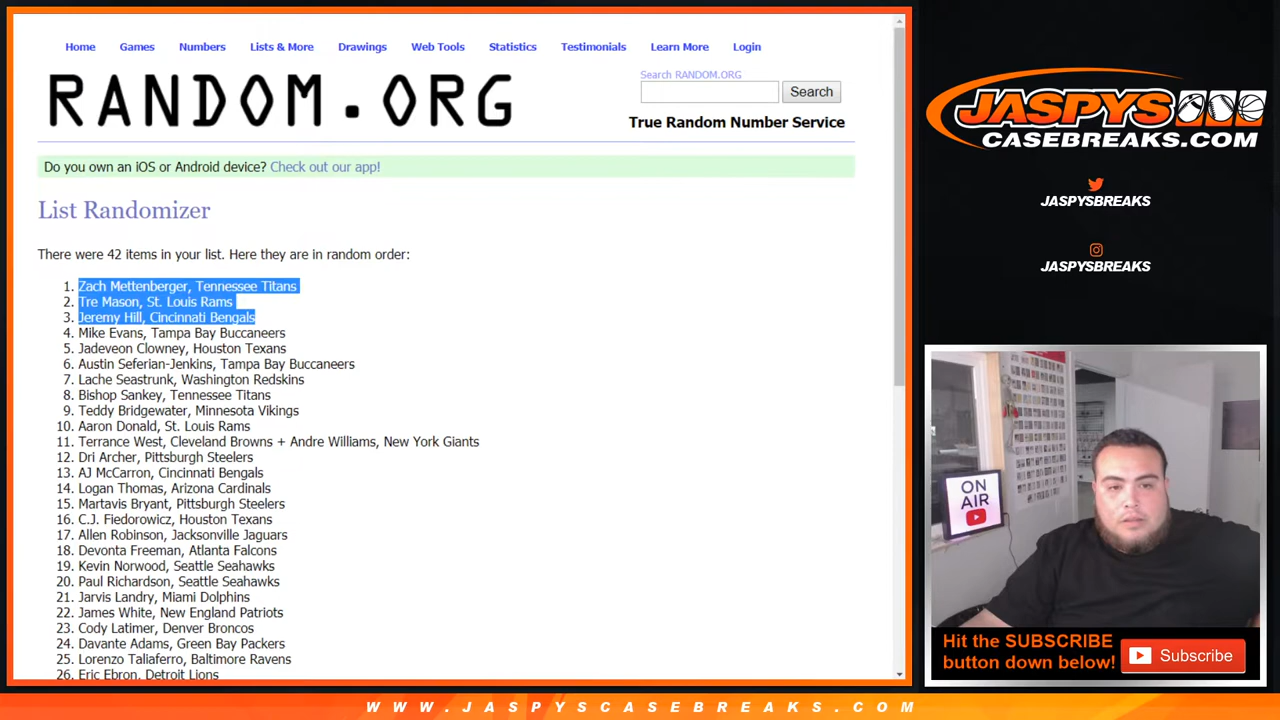 Home Games Numbers Lists & More Drawings Web Tools Statistics Testimonials Learn More Login
RANDOM.ORG
Search RANDOM.ORG
Search
True Random Number Service
Do you own an iOS or Android device? Check out our app!
List Randomizer
There were 42 items in your list. Here they are in random order:
1. Zach Mettenberger, Tennessee Titans
2. Tre Mason, St. Louis Rams
3. Jeremy Hill, Cincinnati Bengals
4. Mike Evans, Tampa Bay Buccaneers
5. Jadeveon Clowney, Houston Texans
6. Austin Seferian-Jenkins, Tampa Bay Buccaneers
7. Lache Seastrunk, Washington Redskins
8. Bishop Sankey, Tennessee Titans
9. Teddy Bridgewater, Minnesota Vikings
10. Aaron Donald, St. Louis Rams
11. Terrance West, Cleveland Browns + Andre Williams, New York Giants
12. Dri Archer, Pittsburgh Steelers
13. AJ McCarron, Cincinnati Bengals
14. Logan Thomas, Arizona Cardinals
15. Martavis Bryant, Pittsburgh Steelers
16. C.J. Fiedorowicz, Houston Texans
17. Allen Robinson, Jacksonville Jaguars
18. Devonta Freeman, Atlanta Falcons
19. Kevin Norwood, Seattle Seahawks
20. Paul Richardson, Seattle Seahawks
21. Jarvis Landry, Miami Dolphins
22. James White, New England Patriots
23. Cody Latimer, Denver Broncos
24. Davante Adams, Green Bay Packers
25. Lorenzo Taliaferro, Baltimore Ravens
26. Eric Ebron, Detroit Lions
JASPYS
CASEBREAKS.COM
JASPYSBREAKS
JASPYSBREAKS
ON
AIR
Hit the SUBSCRIBE
button down below!
Subscribe
WWW.JASPYSCASEBREAKS.COM